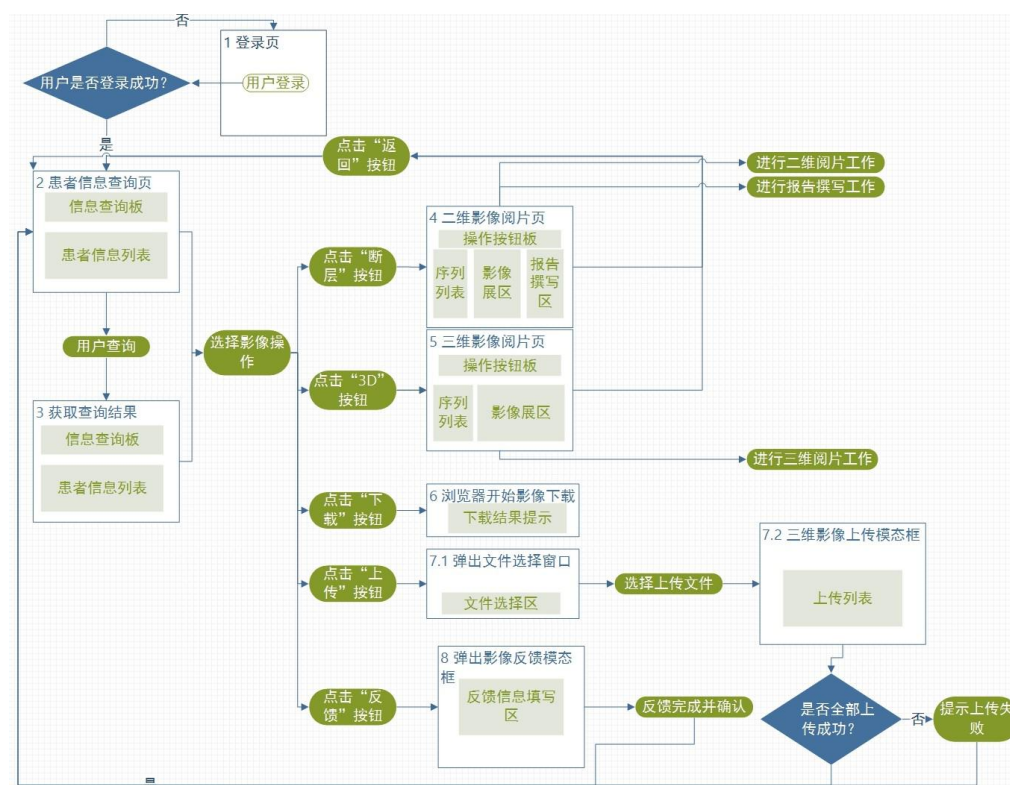 否
1 登录页
用户是否登录成功？
用户登录
是
点击“返
回”按钮
进行二维阅片工作
2 患者信息查询页
进行报告撰写工作
信息查询板
4 二维影像阅片页
操作按钮板
患者信息列表
点击“断
层”按钮
序列
列表
影像
展区
报告
撰写
区
用户查询
选择影像操
作
5 三维影像阅片页
操作按钮板
点击“3D”
按钮
序列
列表
影像展区
3 获取查询结果
信息查询板
进行三维阅片工作
患者信息列表
点击“下
载”按钮
6 浏览器开始影像下载
下载结果提示
7.2 三维影像上传模态框
7.1 弹出文件选择窗口
点击“上
传”按钮
选择上传文件
上传列表
文件选择区
8 弹出影像反馈模态
框
点击“反
馈”按钮
反馈信息填写
区
反馈完成并确认
是否全部上
传成功？
否
提示上传失
败
是